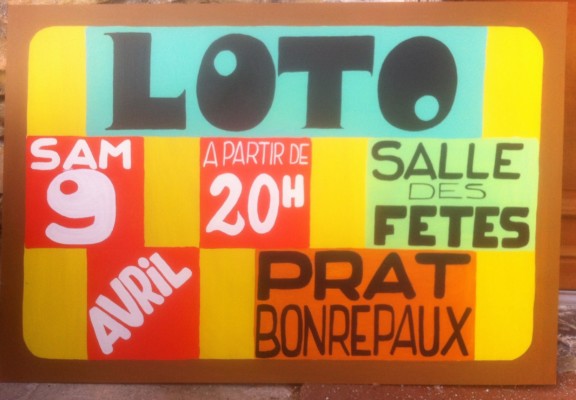 LOTO
SAM
9
AVRIL
A PARTIR DE
20H
SALLE
DES
FETES
PRAT
BONREPAUX